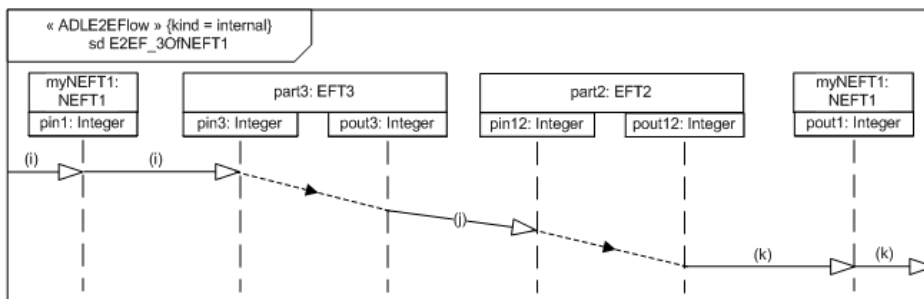 « ADLE2EFlow » {kind = internal}
sd E2EF_3OfNEFT1
myNEFT1:
NEFT1
pin1: Integer
part3: EFT3
pin3: Integer
pout3: Integer
part2: EFT2
pin12: Integer
pout12: Integer
myNEFT1:
NEFT1
pout1: Integer
(i)
(i)
(j)
(k)
(k)